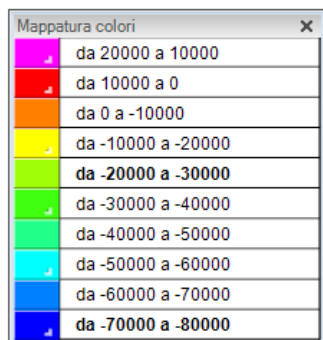 Mappatura colori
da 20000 a 10000
da 10000 a 0
da 0 a -10000
da -10000 a -20000
da -20000 a -30000
da -30000 a -40000
da -40000 a -50000
da -50000 a -60000
da -60000 a -70000
da -70000 a -80000